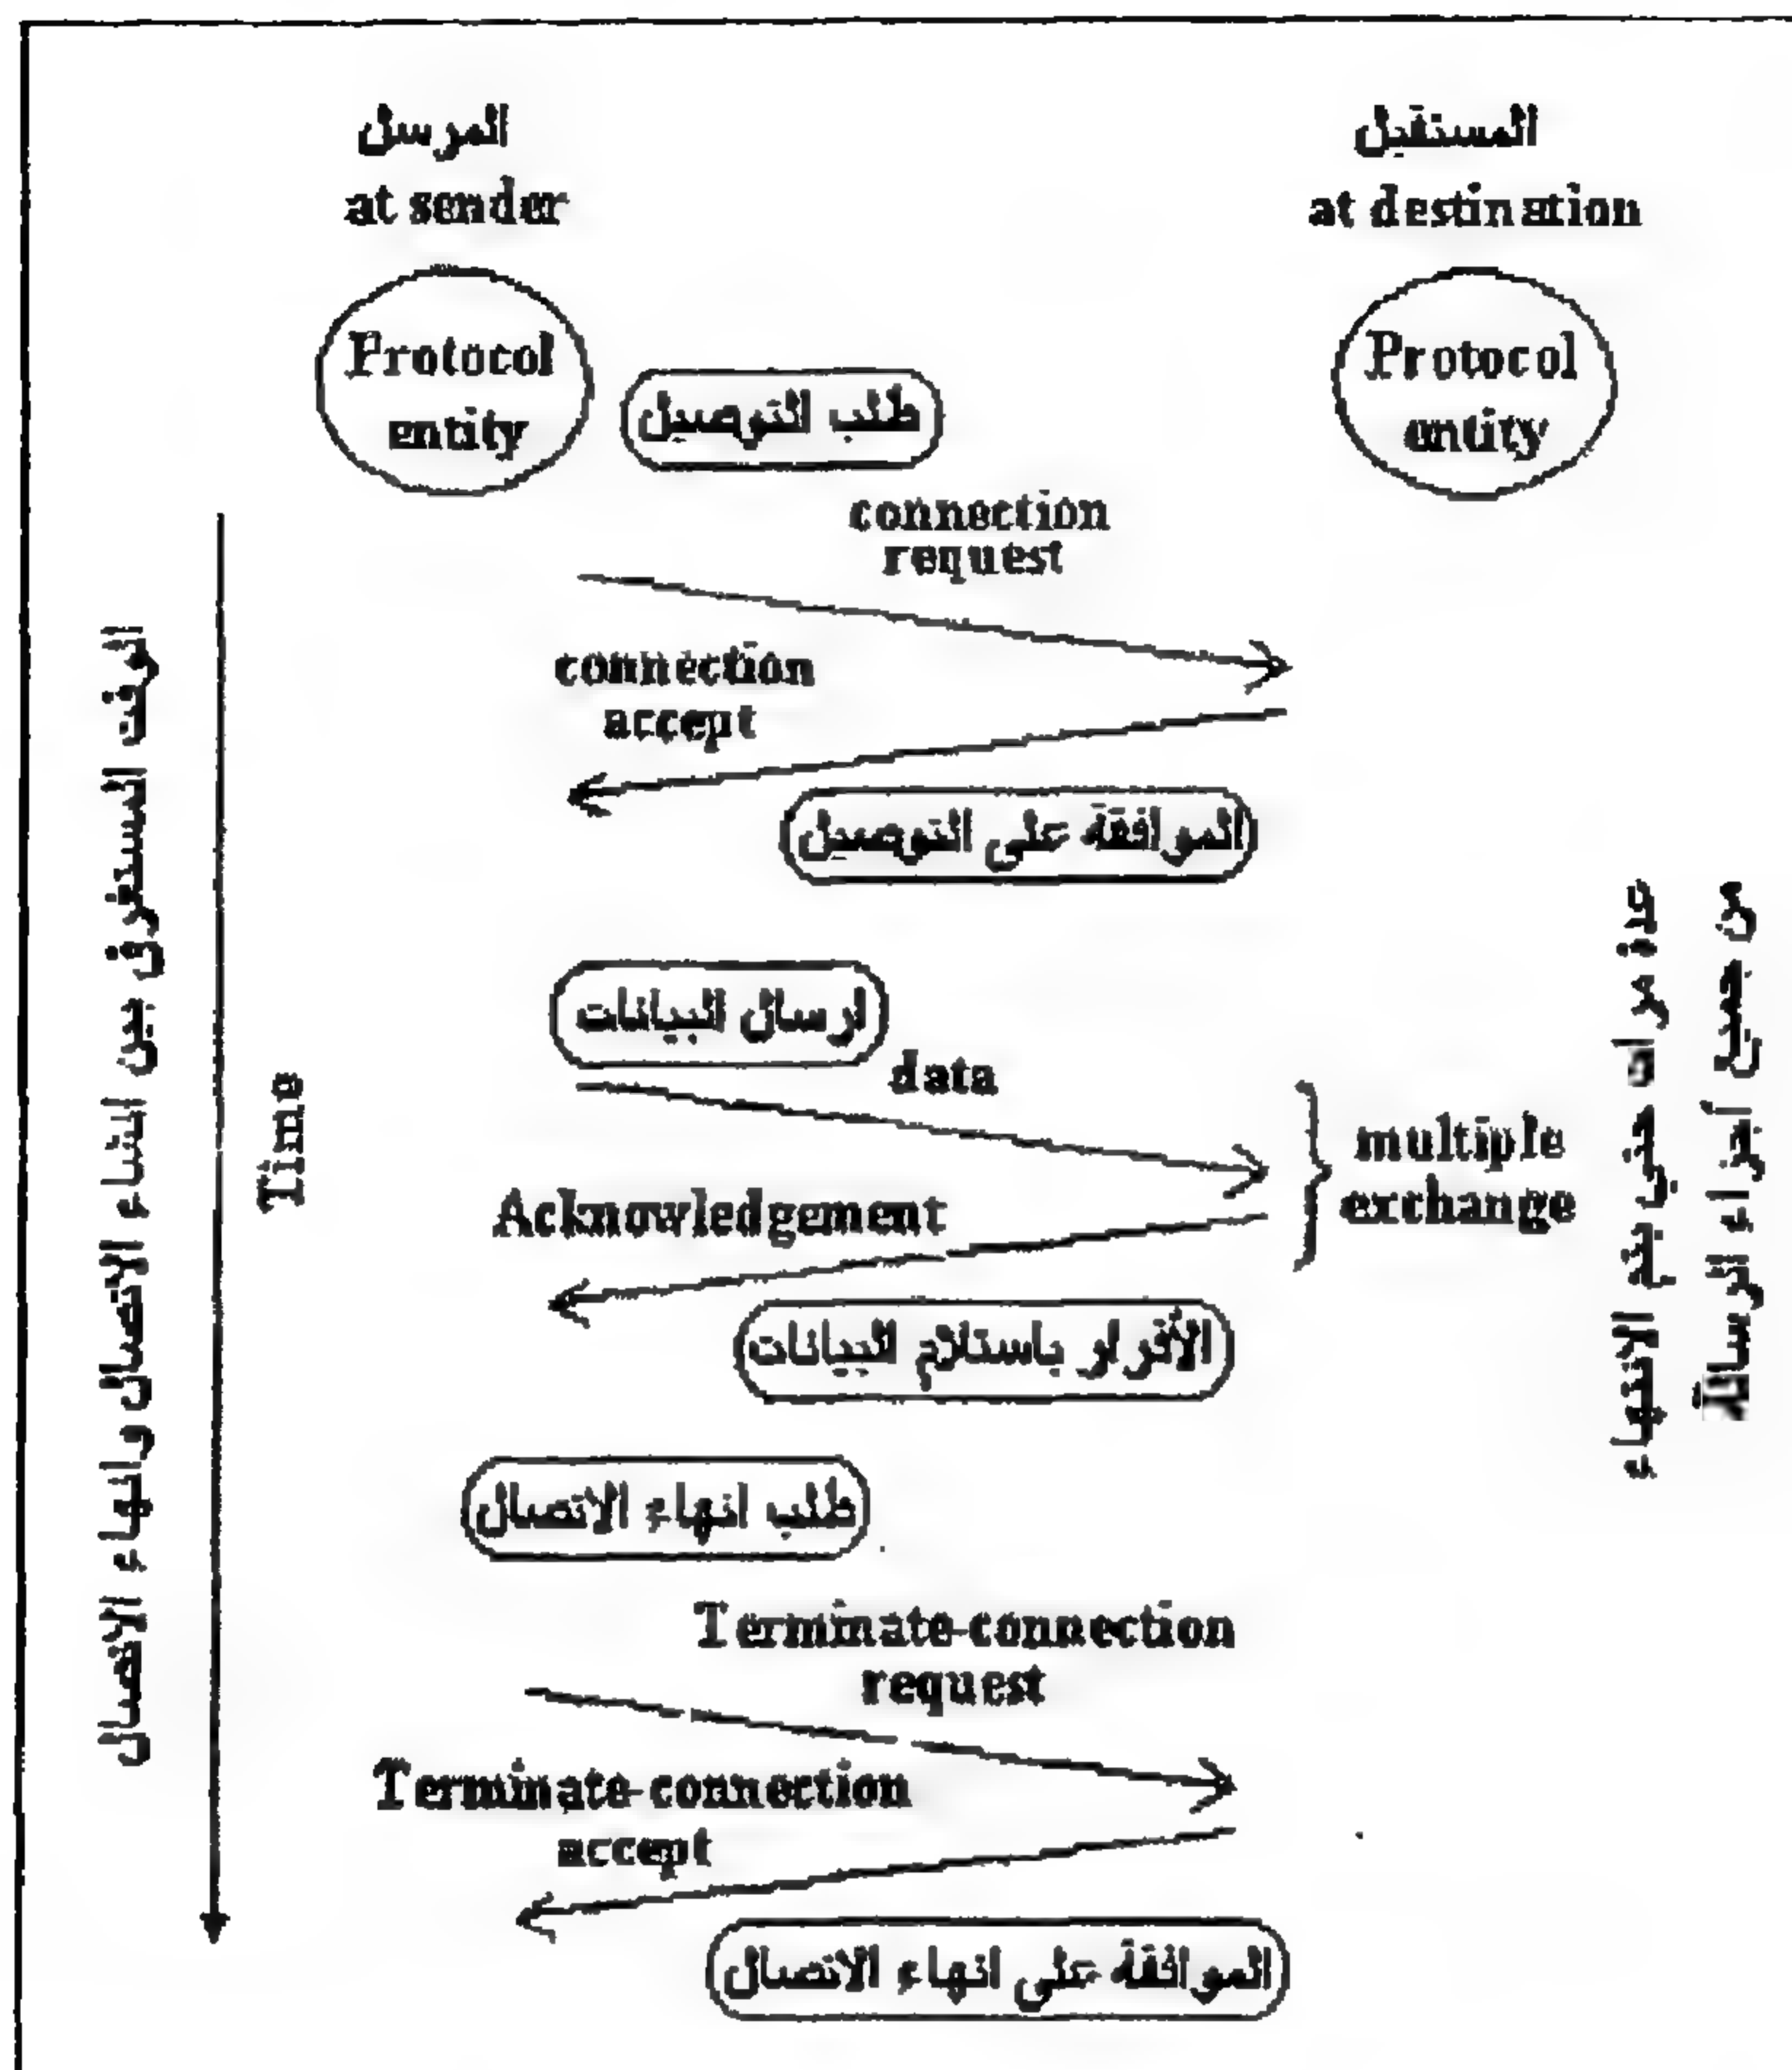 المرسل
at sender
المستقبل
at destination
Protocol
entity
Protocol
entity
طلب التوصيل
connection
request
connection
accept
الموافقة على التوصيل
ارسال البيانات
data
Acknowledgement
multiple
exchange
الأقرار باستلام البيانات
طلب انهاء الاتصال
Terminate-connection
request
Terminate-connection
accept
الموافقة على انهاء الاتصال
Time
الوقت المستغرق بين انشاء الاتصال وانهاء الاتصال
عدة مرات حتى يتم الانتهاء
من جميع أجزاء الرسالة